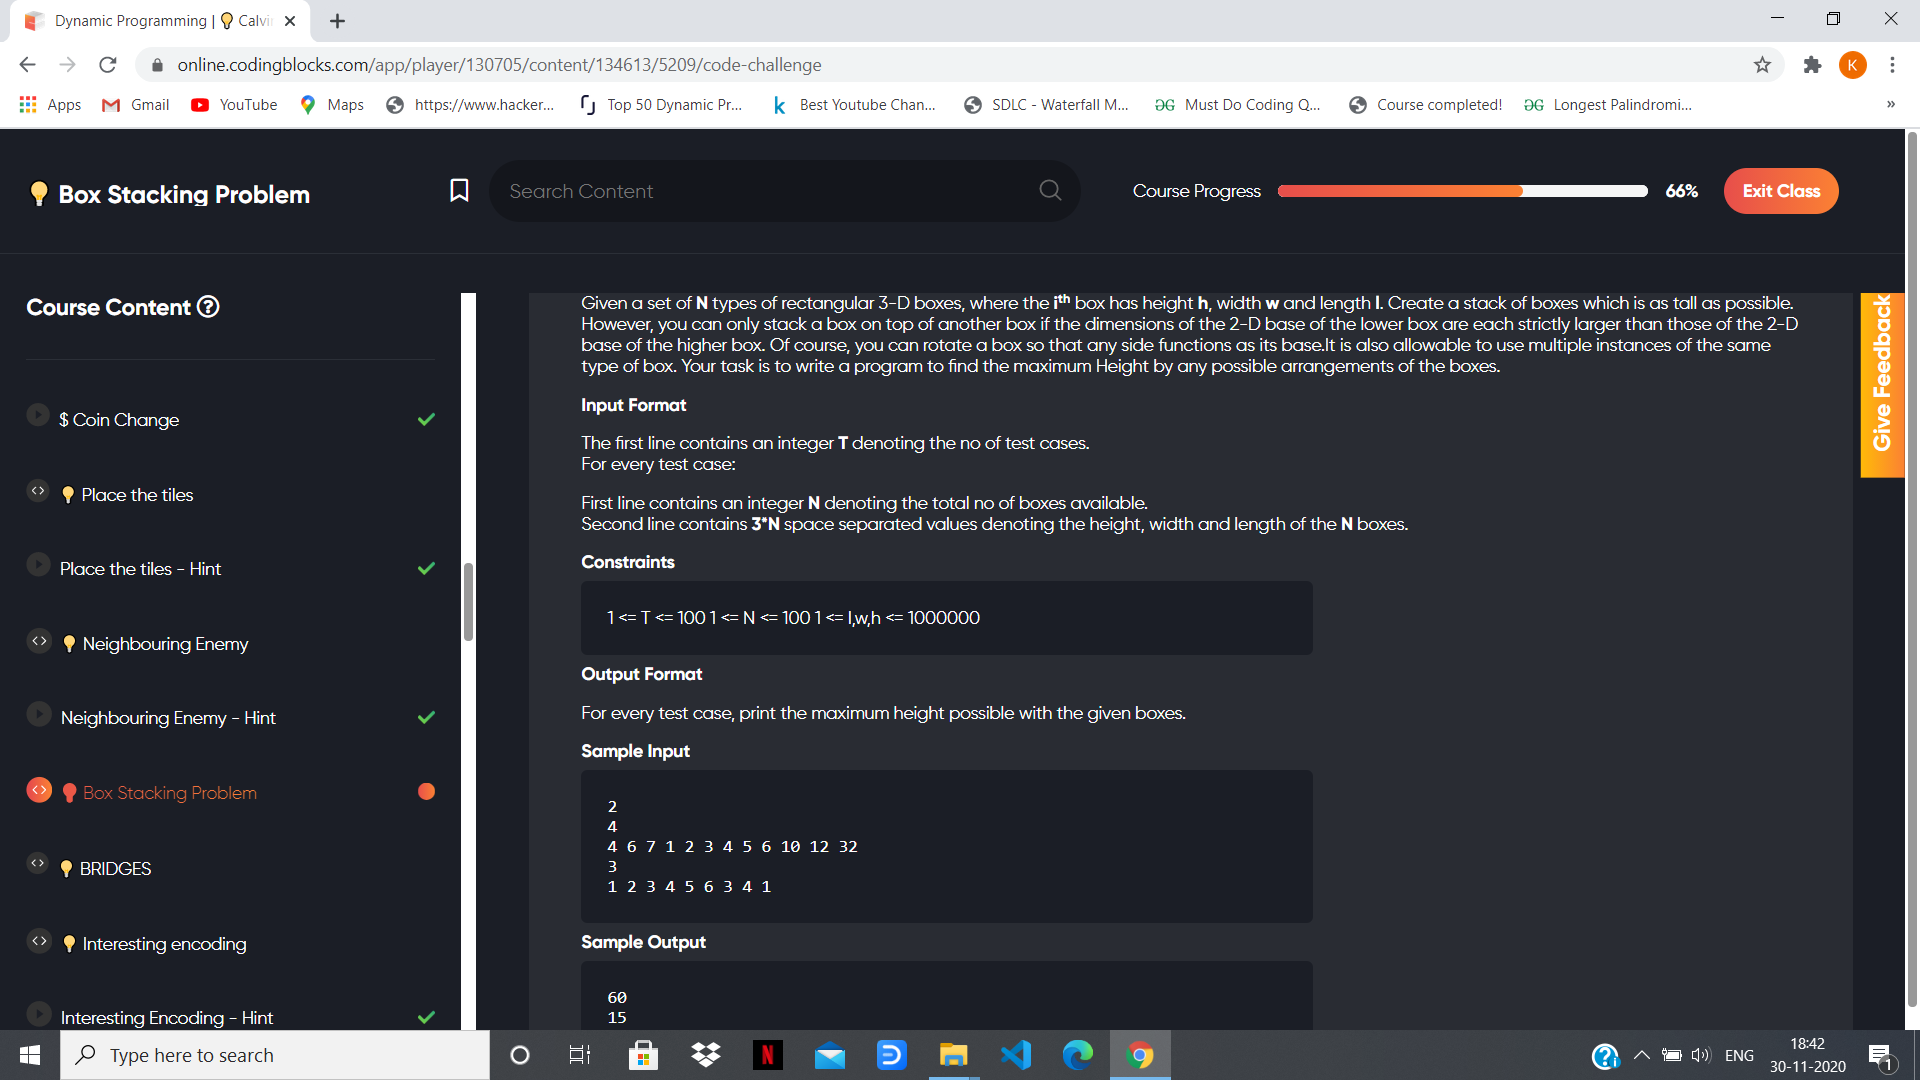 Dynamic Programming | Calvi
online.codingblocks.com/app/player/130705/content/134613/5209/code-challenge
K
Apps Gmail YouTube Maps https://www.hacker... Top 50 Dynamic Pr... Best Youtube Chan... SDLC - Waterfall M... Must Do Coding Q... Course completed! Longest Palindromi... »
Box Stacking Problem
Search Content
Course Progress
66%
Exit Class
Course Content
$ Coin Change
Place the tiles
Place the tiles - Hint
Neighbouring Enemy
Neighbouring Enemy - Hint
Box Stacking Problem
BRIDGES
Interesting encoding
Interesting Encoding - Hint
Given a set of N types of rectangular 3-D boxes, where the ith box has height h, width w and length l. Create a stack of boxes which is as tall as possible.
However, you can only stack a box on top of another box if the dimensions of the 2-D base of the lower box are each strictly larger than those of the 2-D
base of the higher box. Of course, you can rotate a box so that any side functions as its base.It is also allowable to use multiple instances of the same
type of box. Your task is to write a program to find the maximum Height by any possible arrangements of the boxes.
Input Format
The first line contains an integer T denoting the no of test cases.
For every test case:
First line contains an integer N denoting the total no of boxes available.
Second line contains 3*N space separated values denoting the height, width and length of the N boxes.
Constraints
1 <= T <= 100 1 <= N <= 100 1 <= l,w,h <= 1000000
Output Format
For every test case, print the maximum height possible with the given boxes.
Sample Input
2
4
4 6 7 1 2 3 4 5 6 10 12 32
3
1 2 3 4 5 6 3 4 1
Sample Output
60
15
Give Feedback
Type here to search
ENG
18:42
30-11-2020
1